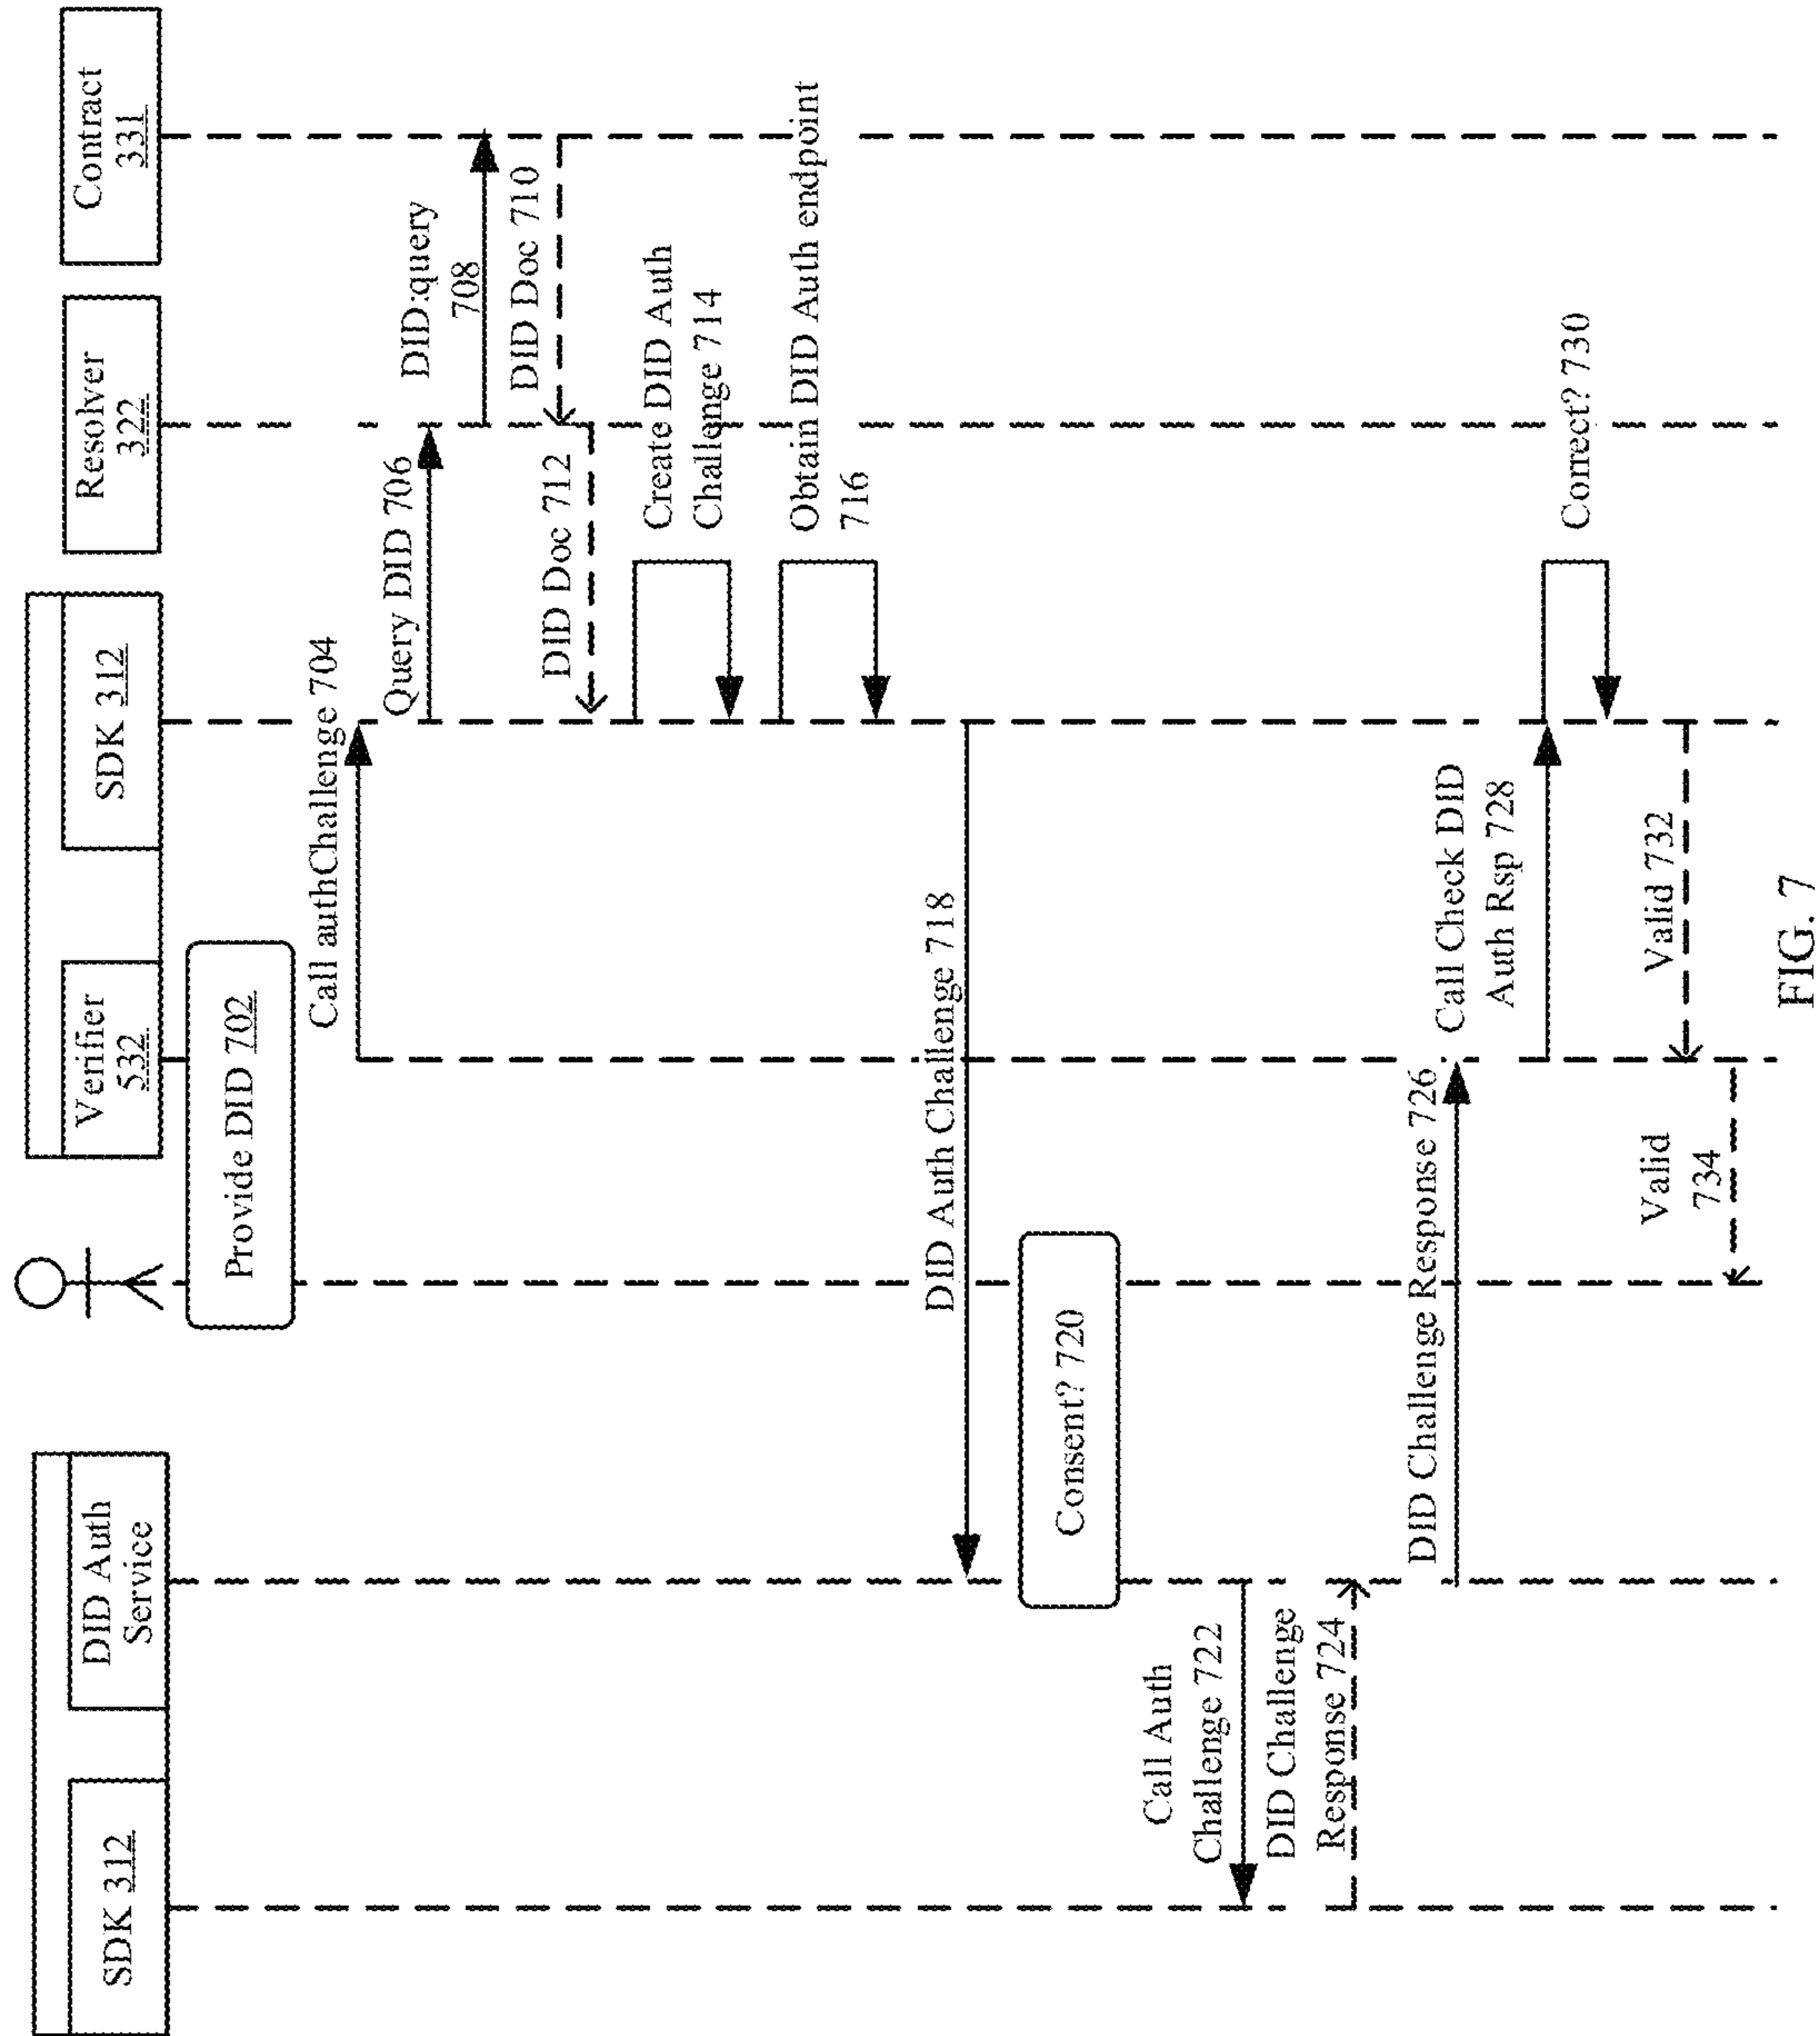 SDK 312
DID Auth
Service
Verifier
532
SDK 312
Resolver
322
Contract
331
Provide DID 702
Call authChallenge 704
Query DID 706
DID:query
708
DID Doc 710
DID Doc 712
Create DID Auth
Challenge 714
Obtain DID Auth endpoint
716
DID Auth Challenge 718
Consent? 720
Call Auth
Challenge 722
DID Challenge
Response 724
DID Challenge Response 726
Call Check DID
Auth Rsp 728
Correct? 730
Valid 732
Valid
734
FIG. 7